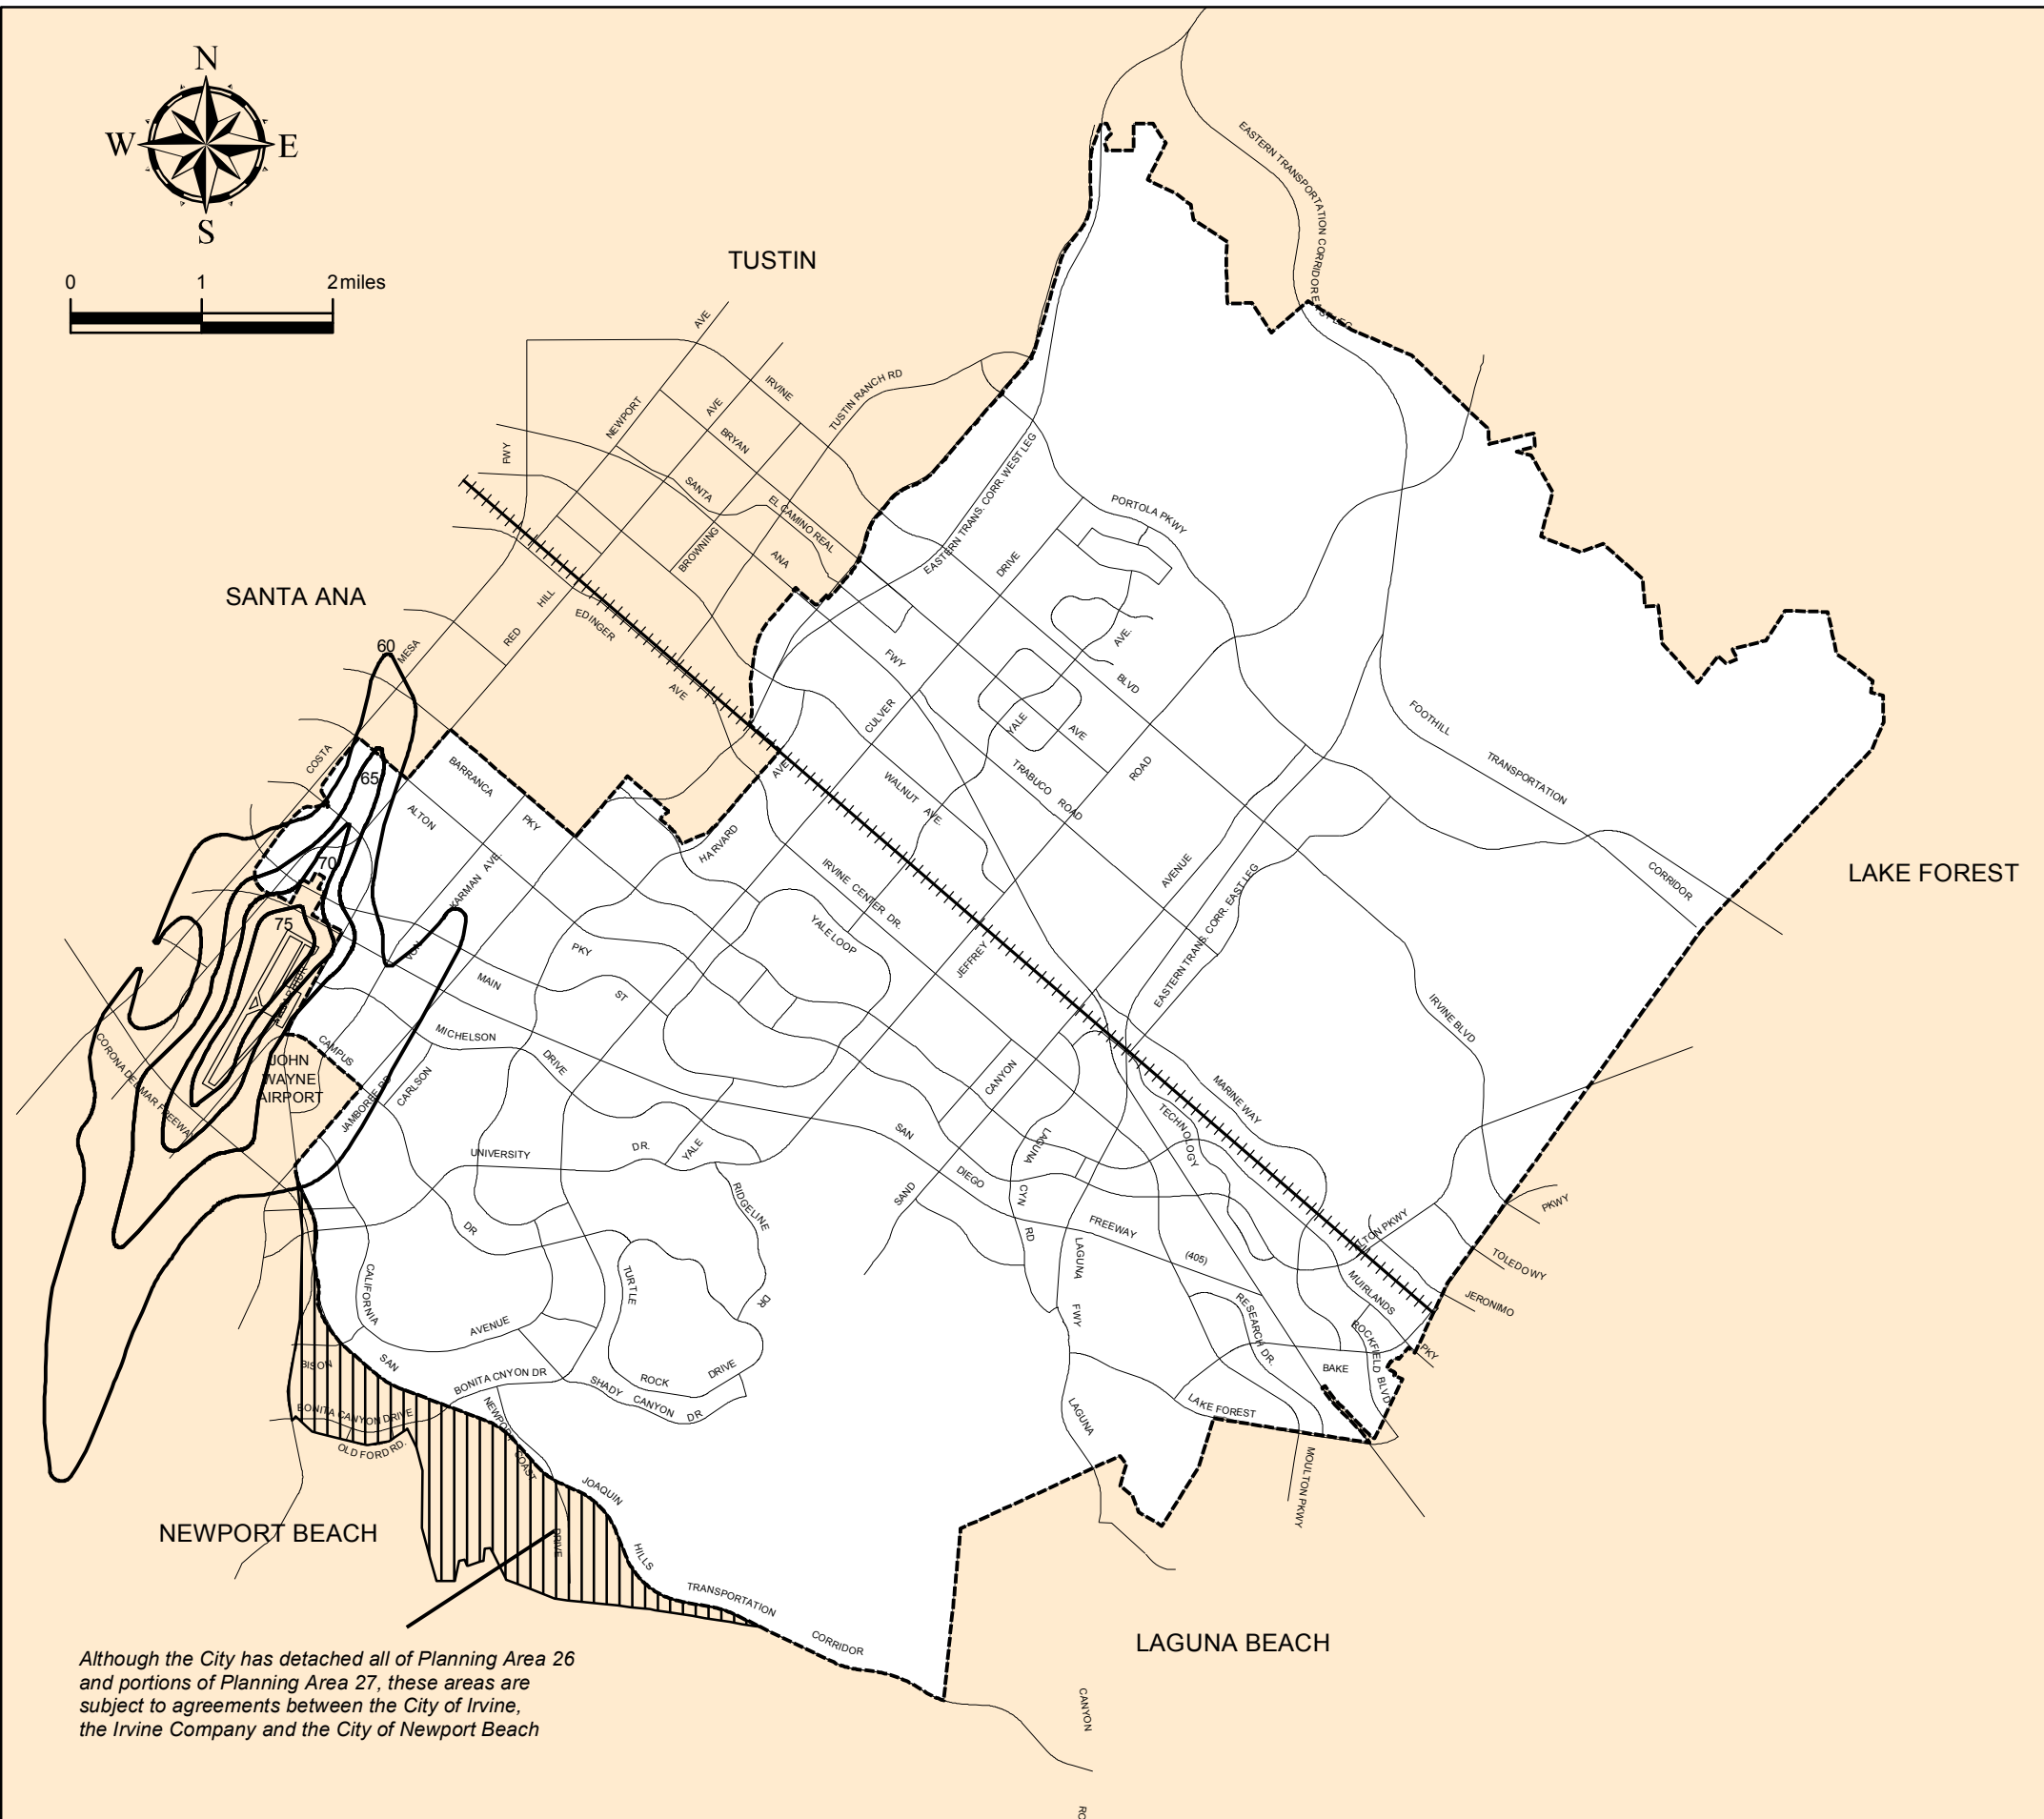 N
W
E
S
0
1
2 miles
TUSTIN
SANTA ANA
LAKE FOREST
NEWPORT BEACH
LAGUNA BEACH
JOHN
WAYNE
AIRPORT
60
65
70
75
EASTERN TRANSPORTATION CORRIDOR EAST LEG
AVE
NEWPORT
AVE
IRVINE
TUSTIN RANCH RD
BRYAN
FWY
SANTA
EL CAMINO REAL
BROWNING
ANA
EASTERN TRANS. CORR. WEST LEG
PORTOLA PKWY
DRIVE
HILL
RED
EDINGER
AVE
MESA
COSTA
FWY
AVE.
BLVD
CULVER
YALE
AVE
FOOTHILL
TRANSPORTATION
CORRIDOR
ROAD
TRABUCO
ROAD
WALNUT
AVE.
AVE
BARRANCA
PKY
ALTON
HARVARD
VON
KARMAN AVE
IRVINE CENTER DR.
YALE LOOP
AVENUE
EASTERN TRANS. CORR. EAST LEG
JEFFREY
PKY
MAIN
ST
MICHELSON
DRIVE
CAMPUS
CARLSON
JAMBOREE RD
CORONA DEL MAR FREEWAY
IRVINE BLVD
MARINE WAY
TECHNOLOGY
CANYON
SAND
LAGUNA
CYN
RD
SAN
DIEGO
FREEWAY
(405)
UNIVERSITY
DR.
YALE
RIDGELINE
DR
DR
TURTLE
ROCK
DRIVE
CALIFORNIA
AVENUE
BISON
SAN
BONITA CNYON DR
SHADY
CANYON
DR
BONITA CANYON DRIVE
OLD FORD RD.
NEWPORT
COAST
DRIVE
JOAQUIN
HILLS
TRANSPORTATION
CORRIDOR
LAGUNA
FWY
LAGUNA
CANYON
RESEARCH DR.
LAKE FOREST
BAKE
PKY
MOULTON PKWY
ROCKFIELD BLVD
MUIRLANDS
ALTON PKWY
PKWY
TOLEDO WY
JERONIMO
Although the City has detached all of Planning Area 26
and portions of Planning Area 27, these areas are
subject to agreements between the City of Irvine,
the Irvine Company and the City of Newport Beach